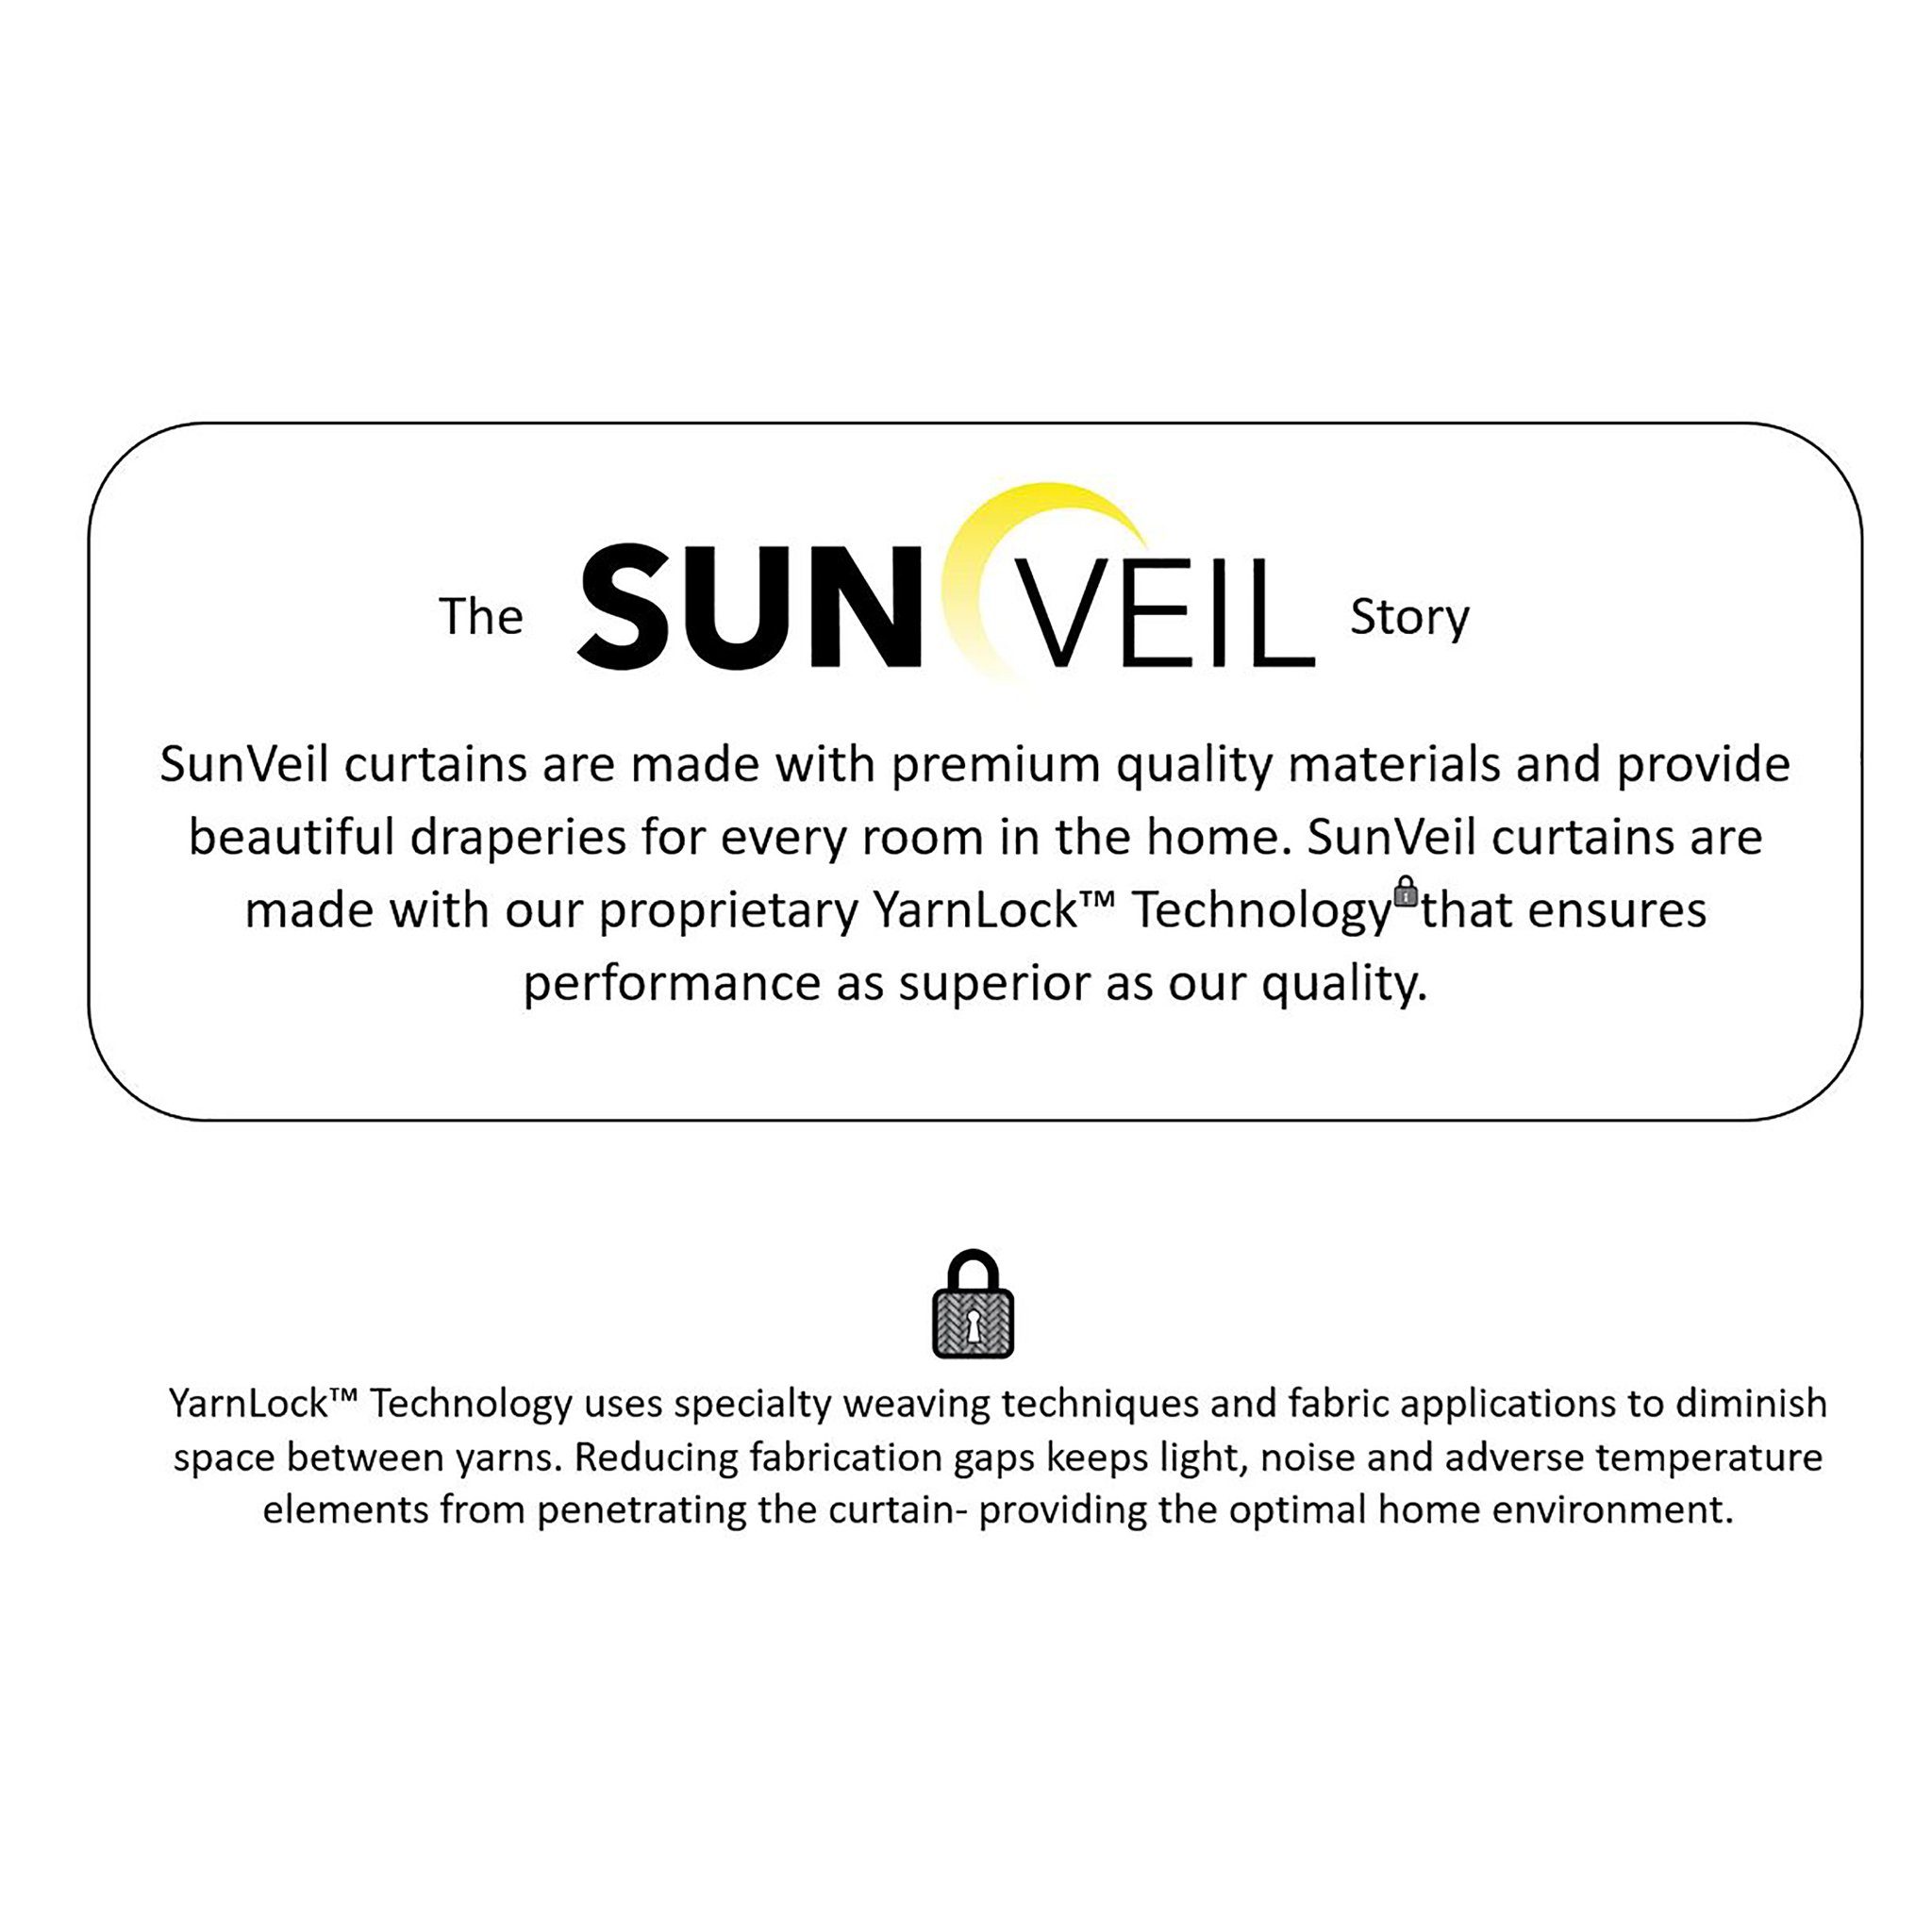 The SUN VEIL Story
SunVeil curtains are made with premium quality materials and provide
beautiful draperies for every room in the home. SunVeil curtains are
made with our proprietary YarnLock™ Technology that ensures
performance as superior as our quality.
YarnLock™ Technology uses specialty weaving techniques and fabric applications to diminish
space between yarns. Reducing fabrication gaps keeps light, noise and adverse temperature
elements from penetrating the curtain- providing the optimal home environment.